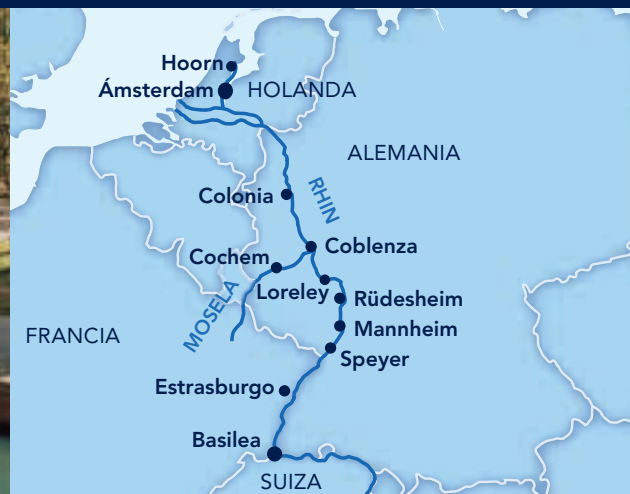 Hoorn
Ámsterdam
HOLANDA
ALEMANIA
Colonia
RHIN
Coblenza
Cochem
Loreley
MOSELA
Rüdesheim
FRANCIA
Mannheim
Speyer
Estrasburgo
Basilea
SUIZA